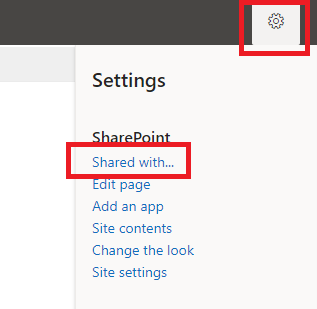 Settings
SharePoint
Shared with...
Edit page
Add an app
Site contents
Change the look
Site settings